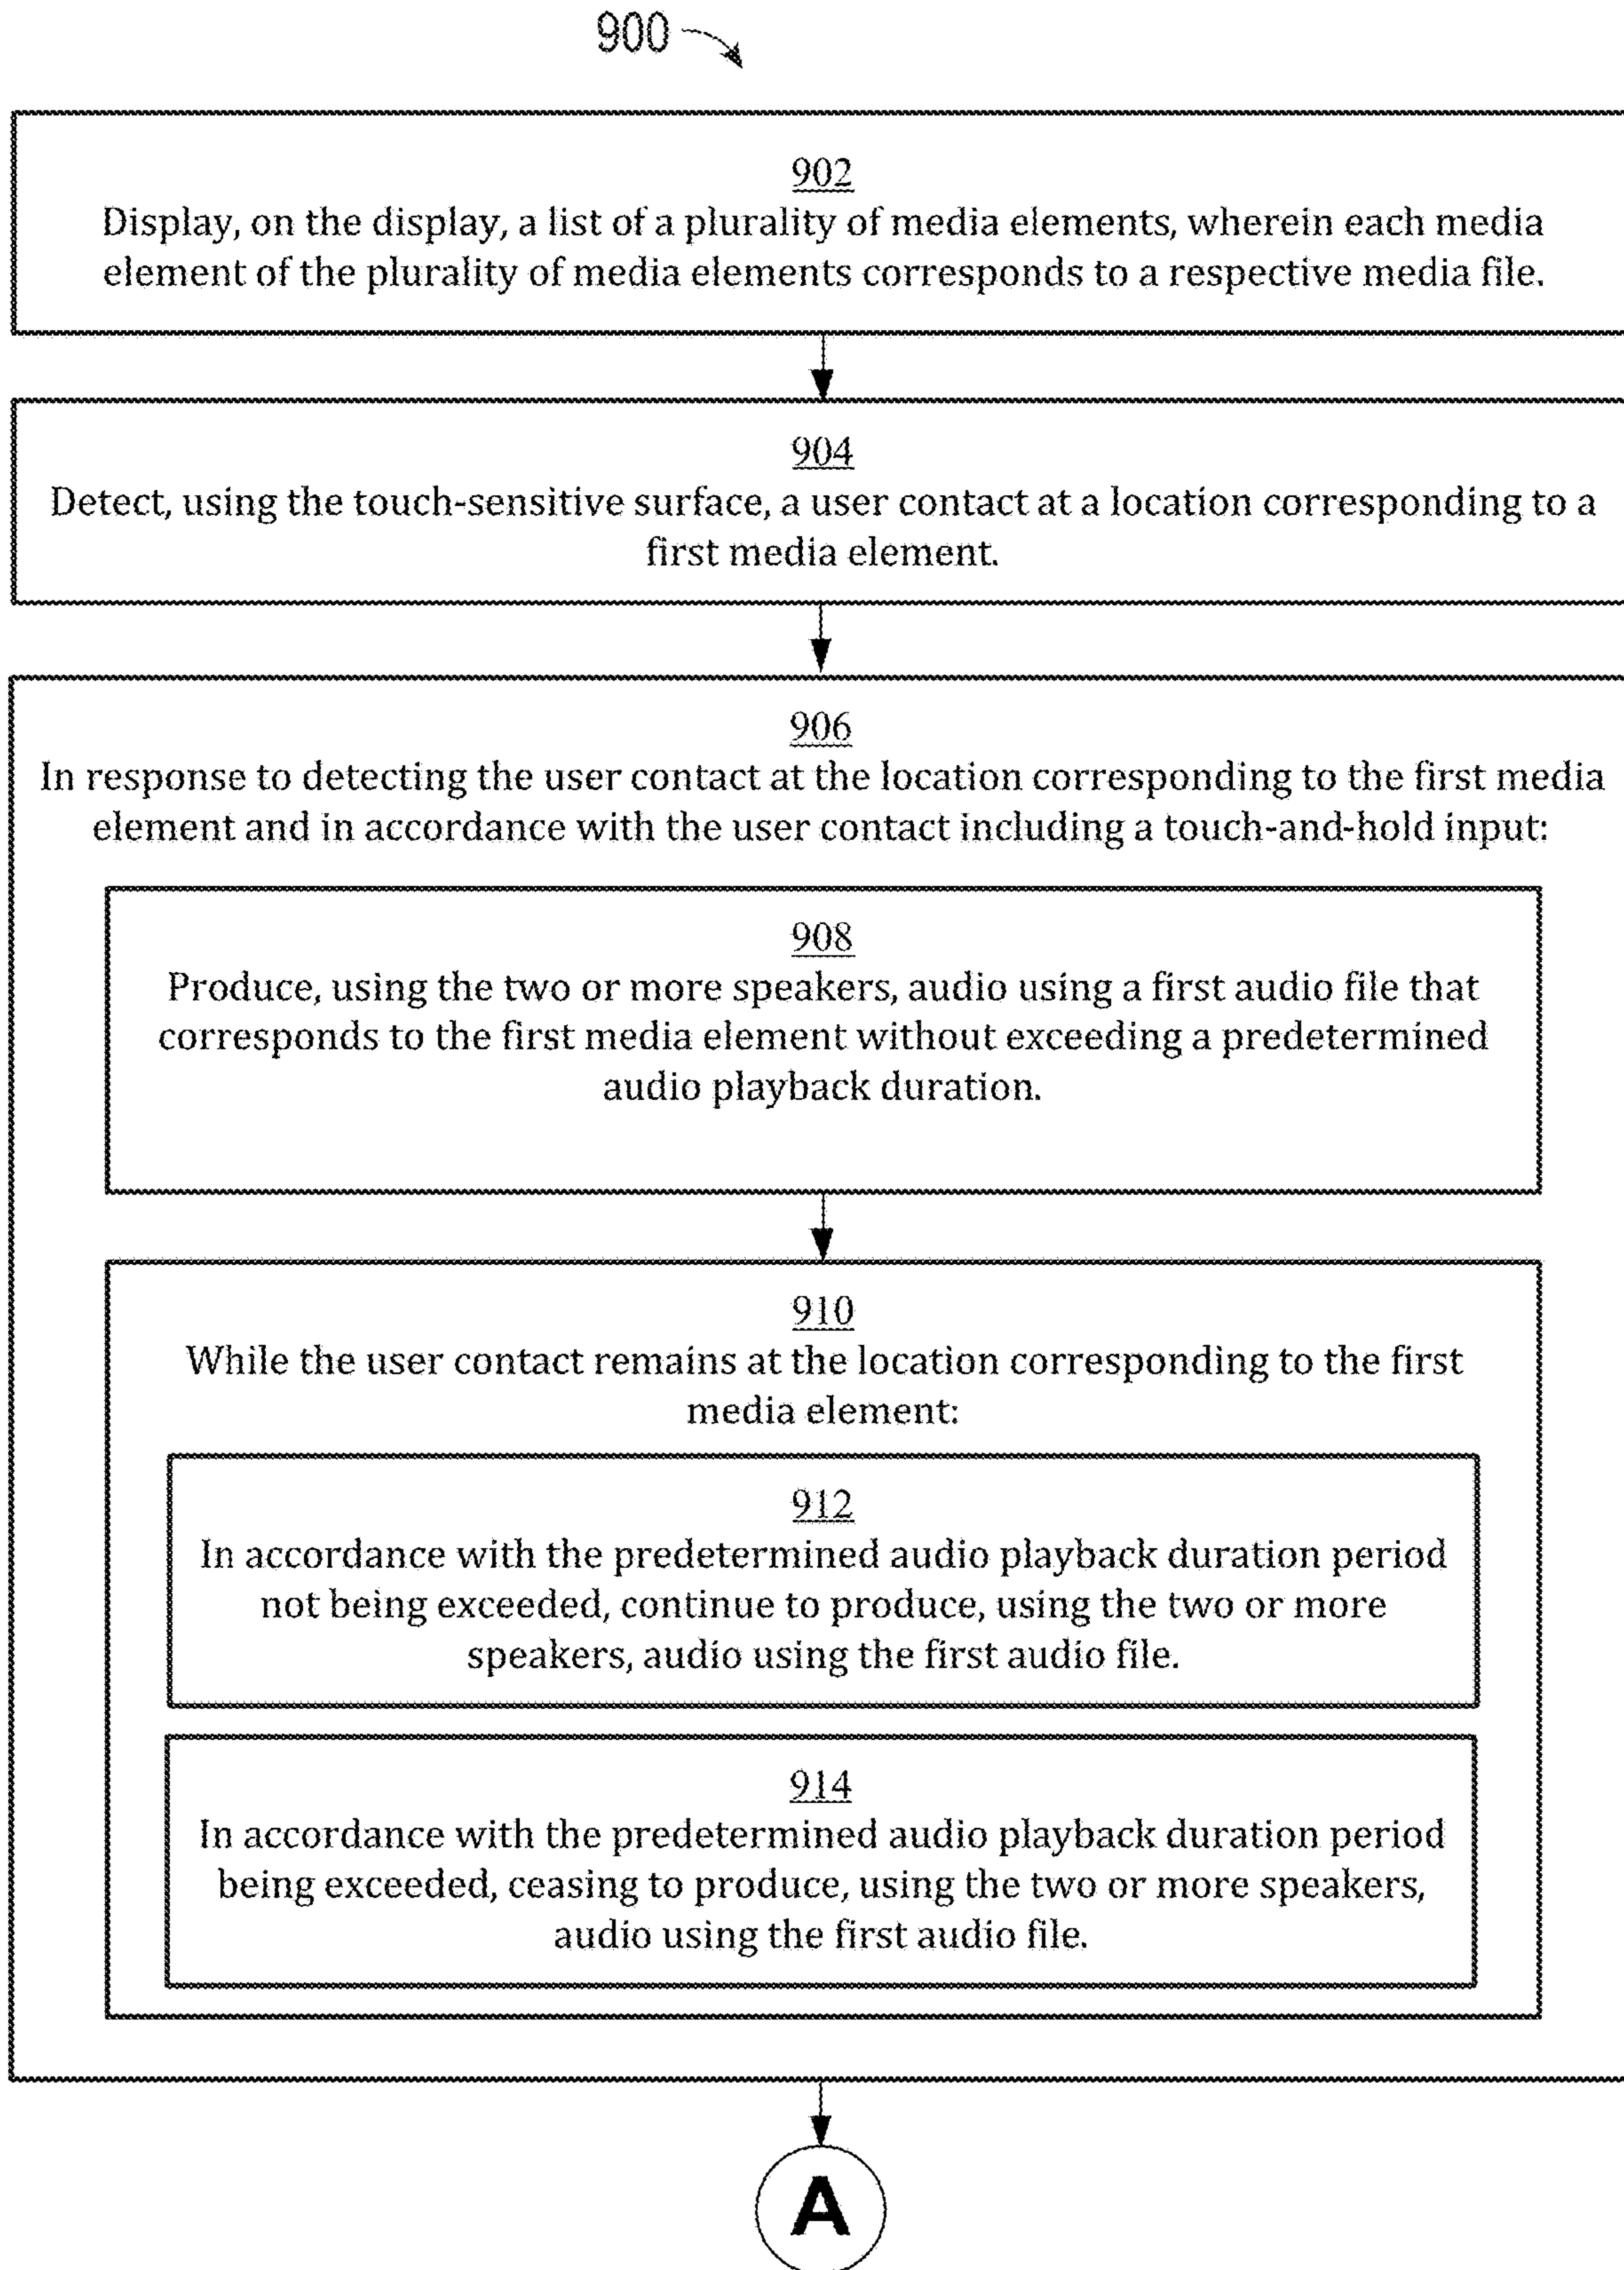 900
902
Display, on the display, a list of a plurality of media elements, wherein each media
element of the plurality of media elements corresponds to a respective media file.
904
Detect, using the touch-sensitive surface, a user contact at a location corresponding to a
first media element.
906
In response to detecting the user contact at the location corresponding to the first media
element and in accordance with the user contact including a touch-and-hold input:
908
Produce, using the two or more speakers, audio using a first audio file that
corresponds to the first media element without exceeding a predetermined
audio playback duration.
910
While the user contact remains at the location corresponding to the first
media element:
912
In accordance with the predetermined audio playback duration period
not being exceeded, continue to produce, using the two or more
speakers, audio using the first audio file.
914
In accordance with the predetermined audio playback duration period
being exceeded, ceasing to produce, using the two or more speakers,
audio using the first audio file.
A